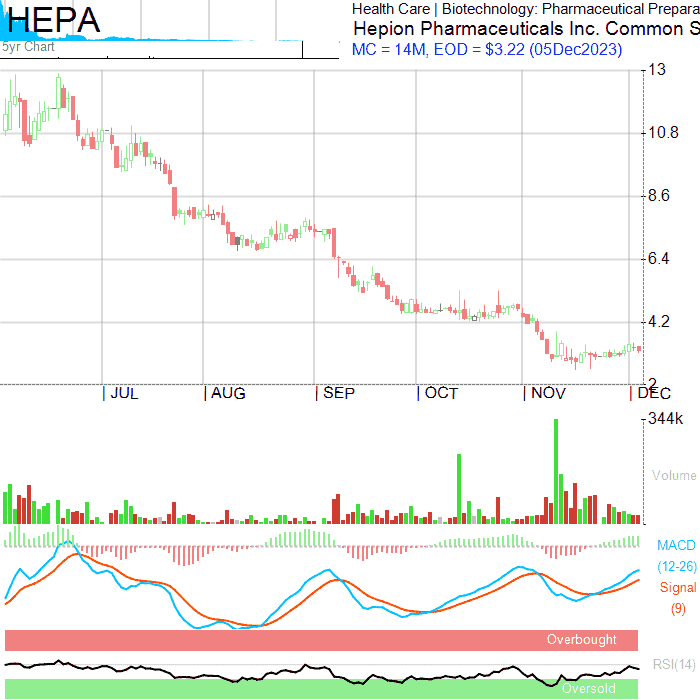 HEPA
5yr Chart
Health Care | Biotechnology: Pharmaceutical Prepara
Hepion Pharmaceuticals Inc. Common S
MC = 14M, EOD = $3.22 (05Dec2023)
13
10.8
8.6
6.4
4.2
2
| JUL | AUG | SEP | OCT | NOV | DEC
344k
Volume
MACD
(12-26)
Signal
(9)
Overbought
RSI(14)
Oversold